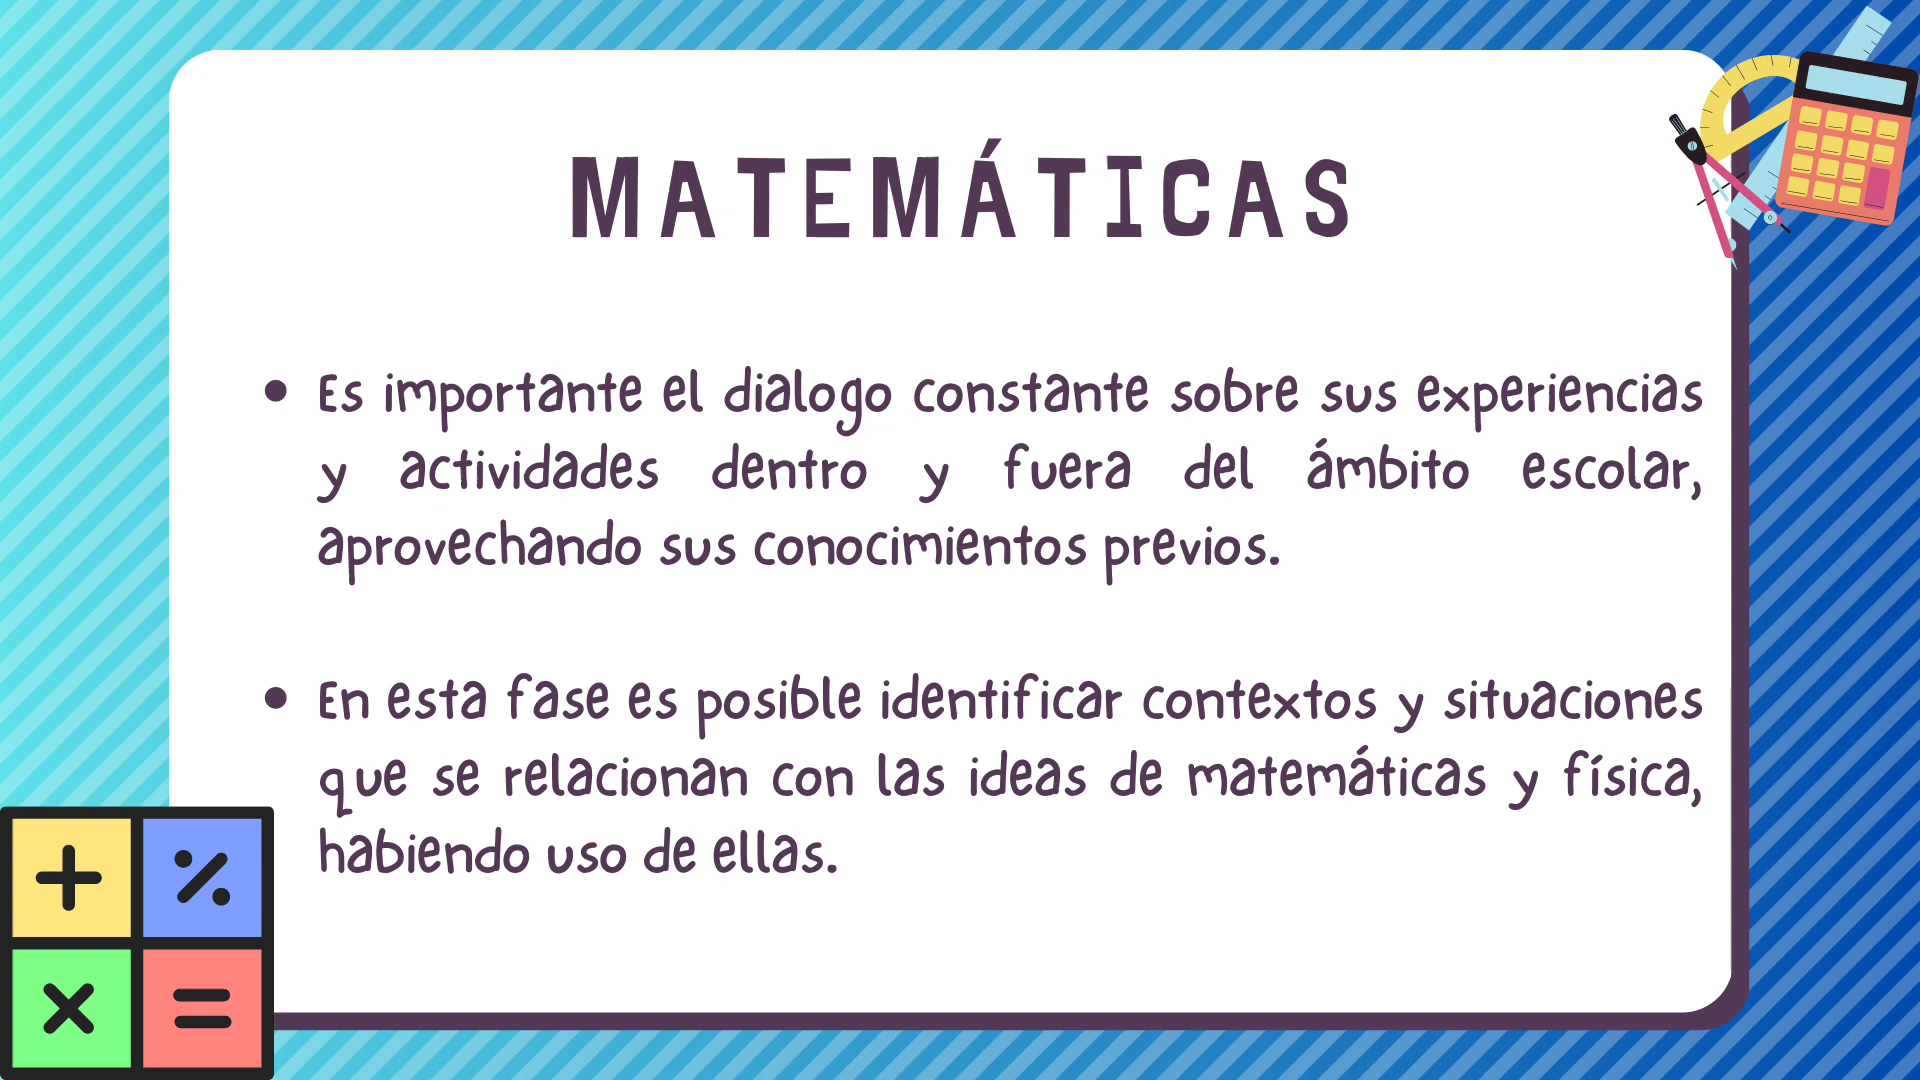 MATEMÁTICAS
• Es importante el dialogo constante sobre sus experiencias
y actividades dentro y fuera del ámbito escolar,
aprovechando sus conocimientos previos.
• En esta fase es posible identificar contextos y situaciones
que se relacionan con las ideas de matemáticas y física,
habiendo uso de ellas.
+ %
× =